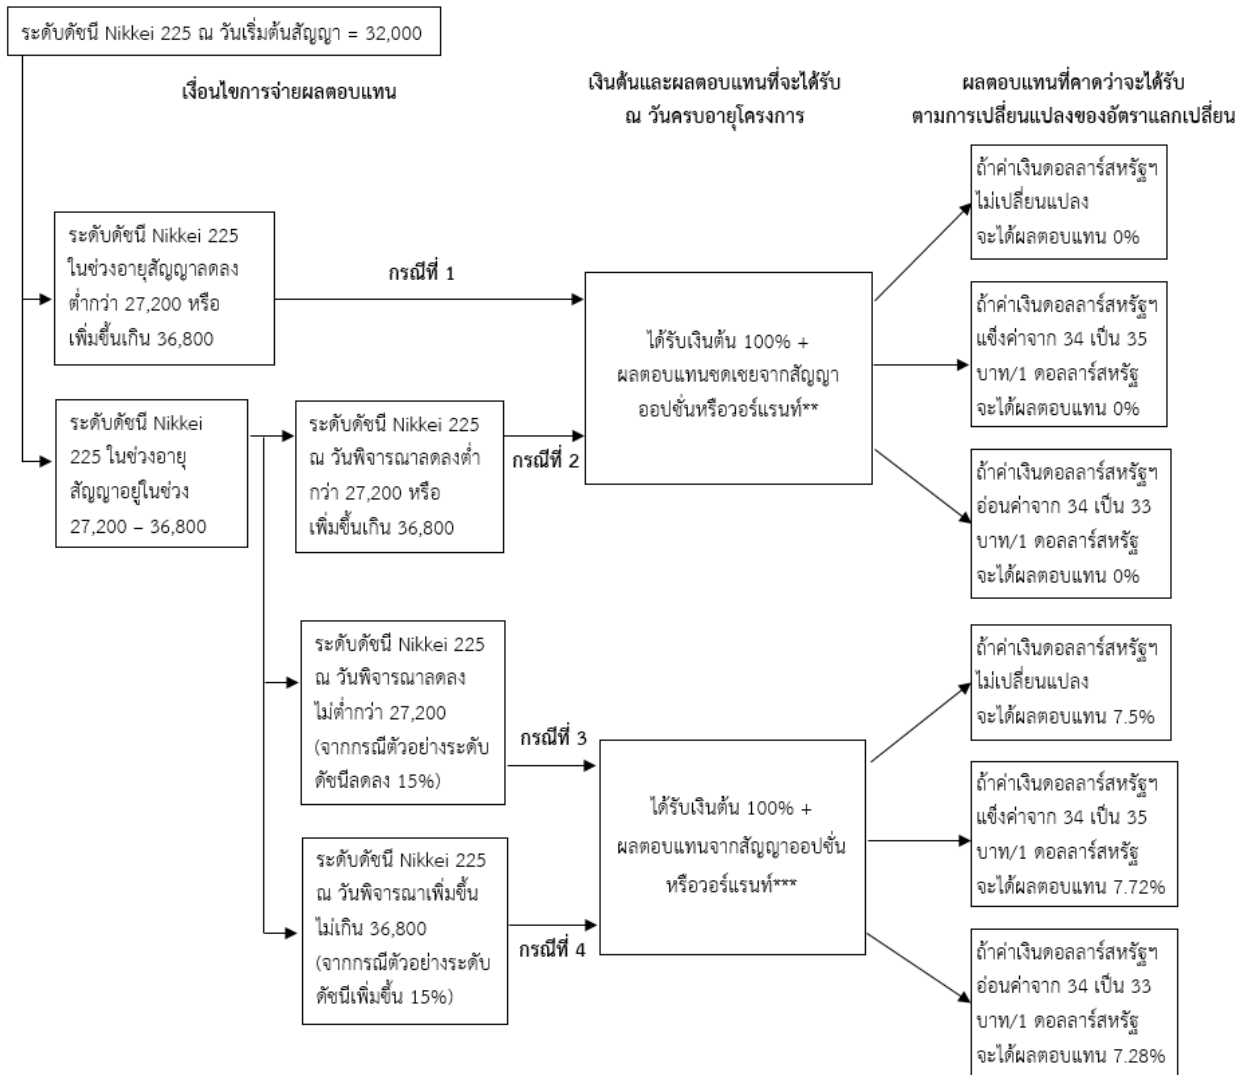 ระดับดัชนี Nikkei 225 ณ วันเริ่มต้นสัญญา = 32,000
เงื่อนไขการจ่ายผลตอบแทน
เงินต้นและผลตอบแทนที่จะได้รับ
ณ วันครบอายุโครงการ
ผลตอบแทนที่คาดว่าจะได้รับ
ตามการเปลี่ยนแปลงของอัตราแลกเปลี่ยน
ระดับดัชนี Nikkei 225
ในช่วงอายุสัญญาลดลง
ต่ำกว่า 27,200 หรือ
เพิ่มขึ้นเกิน 36,800
กรณีที่ 1
ระดับดัชนี Nikkei
225 ในช่วงอายุ
สัญญาอยู่ในช่วง
27,200 – 36,800
ระดับดัชนี Nikkei 225
ณ วันพิจารณาลดลงต่ำ
กว่า 27,200 หรือ
เพิ่มขึ้นเกิน 36,800
กรณีที่ 2
ได้รับเงินต้น 100% +
ผลตอบแทนชดเชยจากสัญญา
ออปชั่นหรือวอร์แรนท์**
ถ้าค่าเงินดอลลาร์สหรัฐฯ
ไม่เปลี่ยนแปลง
จะได้ผลตอบแทน 0%
ถ้าค่าเงินดอลลาร์สหรัฐฯ
แข็งค่าจาก 34 เป็น 35
บาท/1 ดอลลาร์สหรัฐ
จะได้ผลตอบแทน 0%
ถ้าค่าเงินดอลลาร์สหรัฐฯ
อ่อนค่าจาก 34 เป็น 33
บาท/1 ดอลลาร์สหรัฐ
จะได้ผลตอบแทน 0%
ระดับดัชนี Nikkei 225
ณ วันพิจารณาลดลง
ไม่ต่ำกว่า 27,200
(จากกรณีตัวอย่างระดับ
ดัชนีลดลง 15%)
กรณีที่ 3
ระดับดัชนี Nikkei 225
ณ วันพิจารณาเพิ่มขึ้น
ไม่เกิน 36,800
(จากกรณีตัวอย่างระดับ
ดัชนีเพิ่มขึ้น 15%)
กรณีที่ 4
ได้รับเงินต้น 100% +
ผลตอบแทนจากสัญญาออปชั่น
หรือวอร์แรนท์***
ถ้าค่าเงินดอลลาร์สหรัฐฯ
ไม่เปลี่ยนแปลง
จะได้ผลตอบแทน 7.5%
ถ้าค่าเงินดอลลาร์สหรัฐฯ
แข็งค่าจาก 34 เป็น 35
บาท/1 ดอลลาร์สหรัฐ
จะได้ผลตอบแทน 7.72%
ถ้าค่าเงินดอลลาร์สหรัฐฯ
อ่อนค่าจาก 34 เป็น 33
บาท/1 ดอลลาร์สหรัฐ
จะได้ผลตอบแทน 7.28%